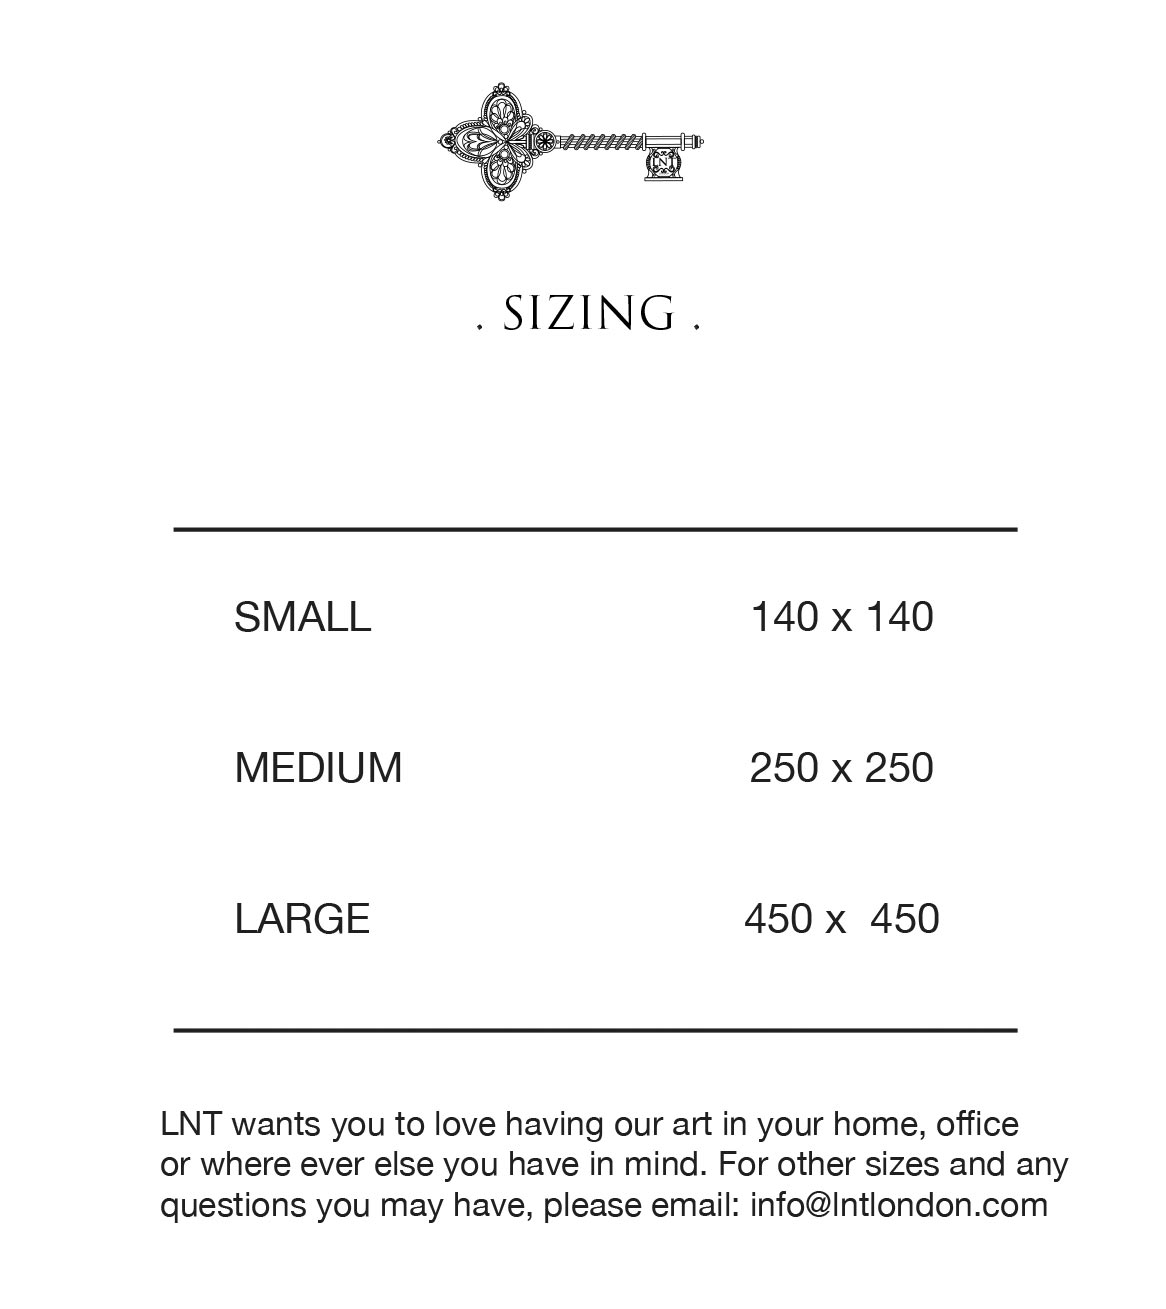 N
. SIZING .
SMALL 140 x 140
MEDIUM 250 x 250
LARGE 450 x  450
LNT wants you to love having our art in your home, office
or where ever else you have in mind. For other sizes and any
questions you may have, please email: info@lntlondon.com